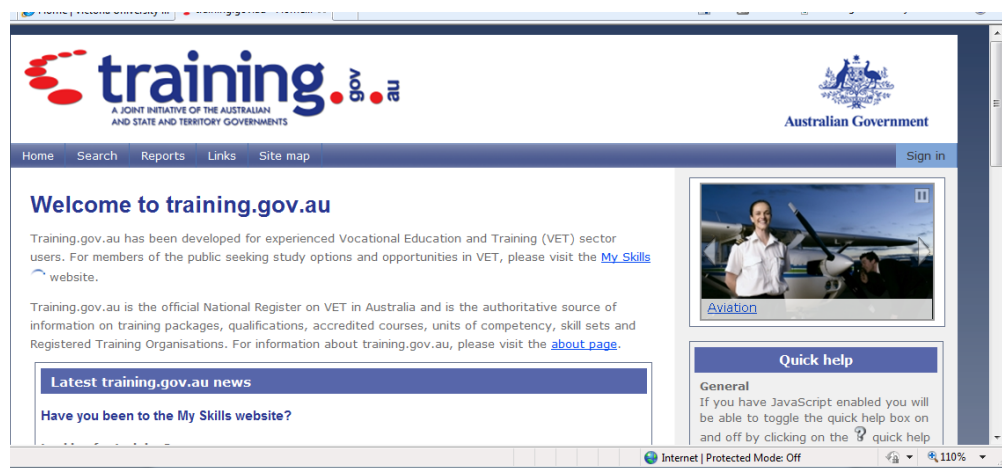 training.gov.au
A JOINT INITIATIVE OF THE AUSTRALIAN
AND STATE AND TERRITORY GOVERNMENTS
Australian Government
Home Search Reports Links Site map Sign in
Welcome to training.gov.au
Training.gov.au has been developed for experienced Vocational Education and Training (VET) sector
users. For members of the public seeking study options and opportunities in VET, please visit the My Skills
website.
Training.gov.au is the official National Register on VET in Australia and is the authoritative source of
information on training packages, qualifications, accredited courses, units of competency, skill sets and
Registered Training Organisations. For information about training.gov.au, please visit the about page.
Latest training.gov.au news
Have you been to the My Skills website?
Aviation
Quick help
General
If you have JavaScript enabled you will
be able to toggle the quick help box on
and off by clicking on the ? quick help
Internet | Protected Mode: Off
110%